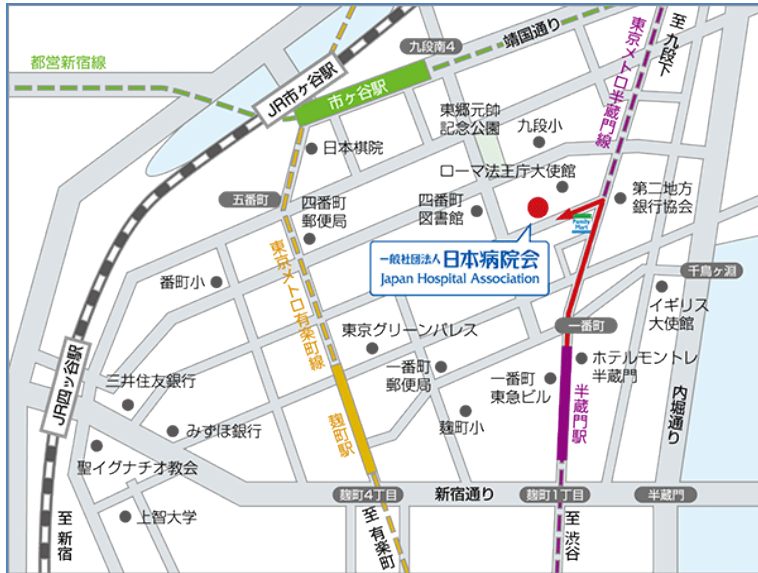 都営新宿線
JR市ヶ谷駅
市ヶ谷駅
九段南4
靖国通り
至 九段下
東京メトロ半蔵門線
東郷元帥
記念公園
九段小
日本棋院
ローマ法王庁大使館
第二地方
銀行協会
五番町
四番町
郵便局
四番町
図書館
Family
Mart
一般社団法人 日本病院会
Japan Hospital Association
東京メトロ有楽町線
番町小
千鳥ヶ淵
イギリス
大使館
一番町
東京グリーンパレス
一番町
郵便局
ホテルモントレ
半蔵門
一番町
東急ビル
内堀通り
JR四ッ谷駅
三井住友銀行
みずほ銀行
麹町小
麹町駅
半蔵門駅
聖イグナチオ教会
麹町4丁目
新宿通り
麹町1丁目
半蔵門
上智大学
至 新宿
至 有楽町
至 渋谷